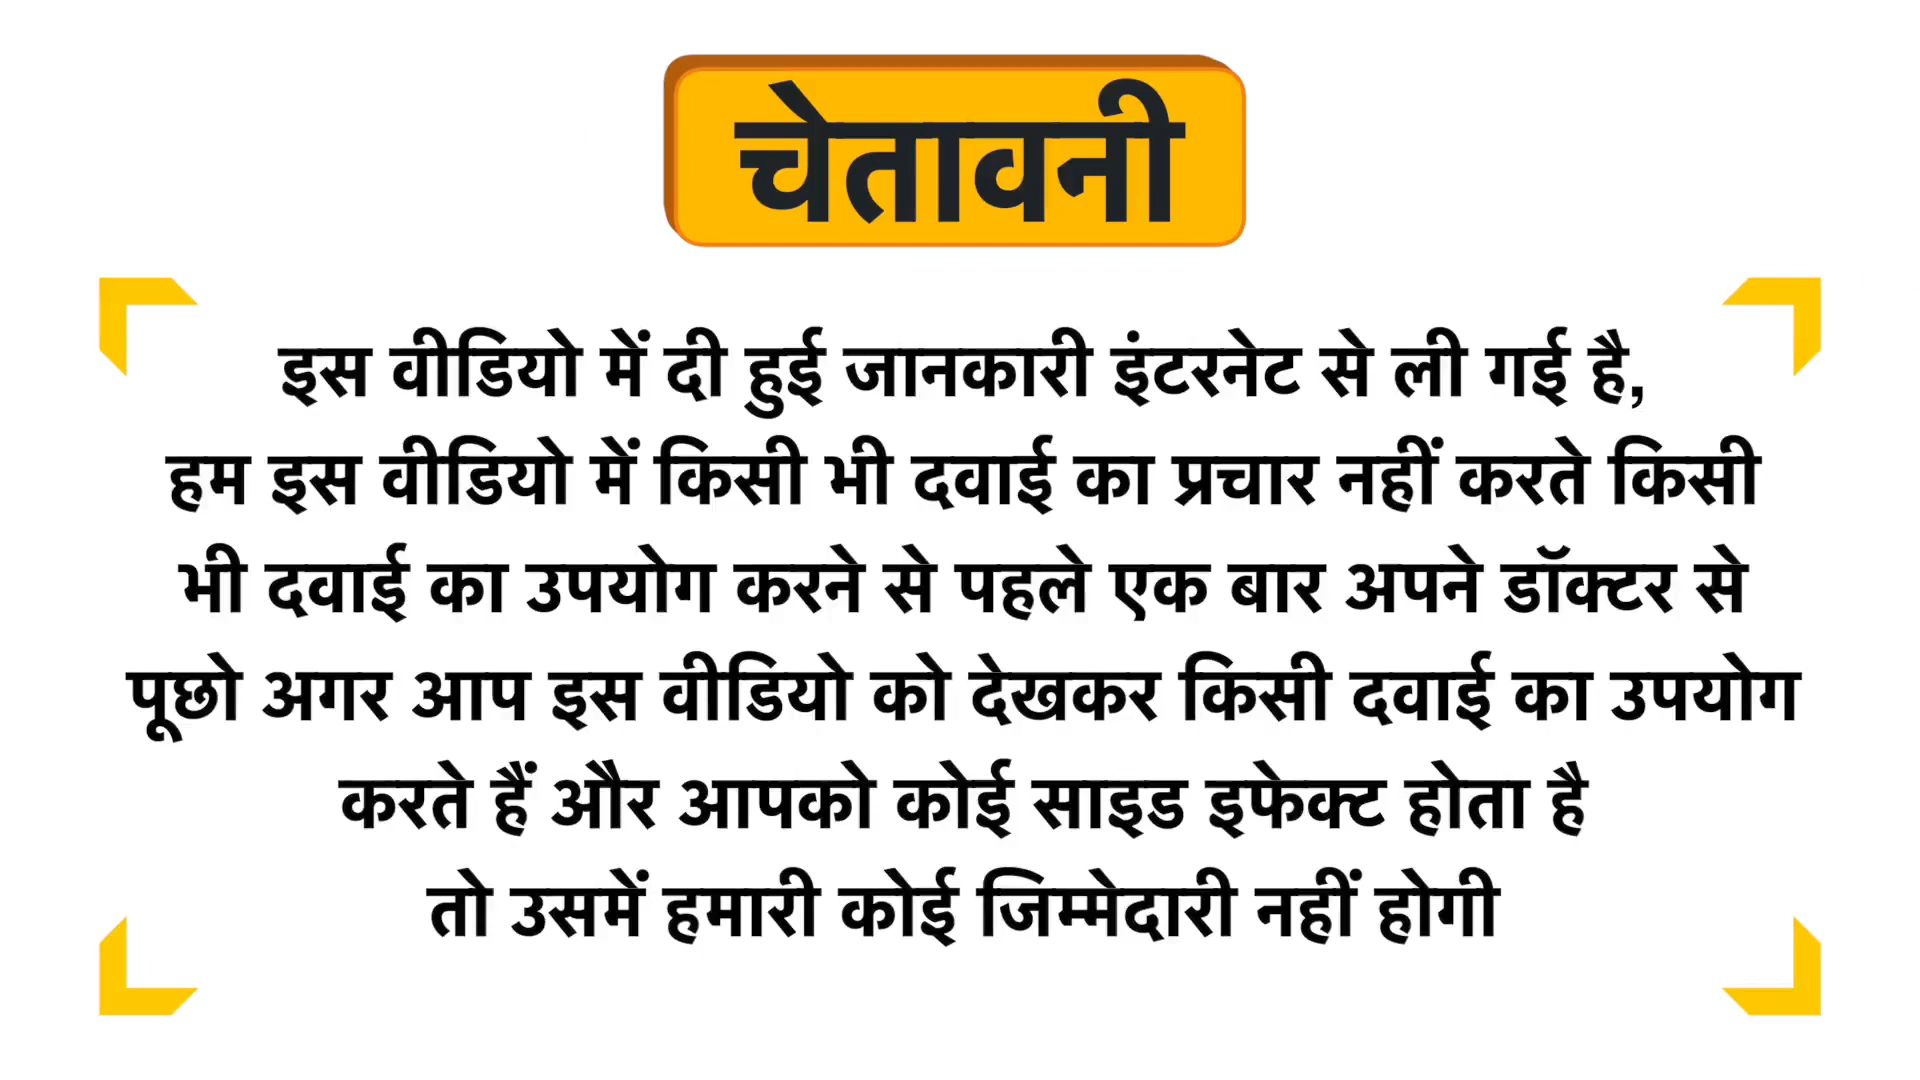 चेतावनी
इस वीडियो में दी हुई जानकारी इंटरनेट से ली गई है,
हम इस वीडियो में किसी भी दवाई का प्रचार नहीं करते किसी
भी दवाई का उपयोग करने से पहले एक बार अपने डॉक्टर से
पूछो अगर आप इस वीडियो को देखकर किसी दवाई का उपयोग
करते हैं और आपको कोई साइड इफेक्ट होता है
तो उसमें हमारी कोई जिम्मेदारी नहीं होगी